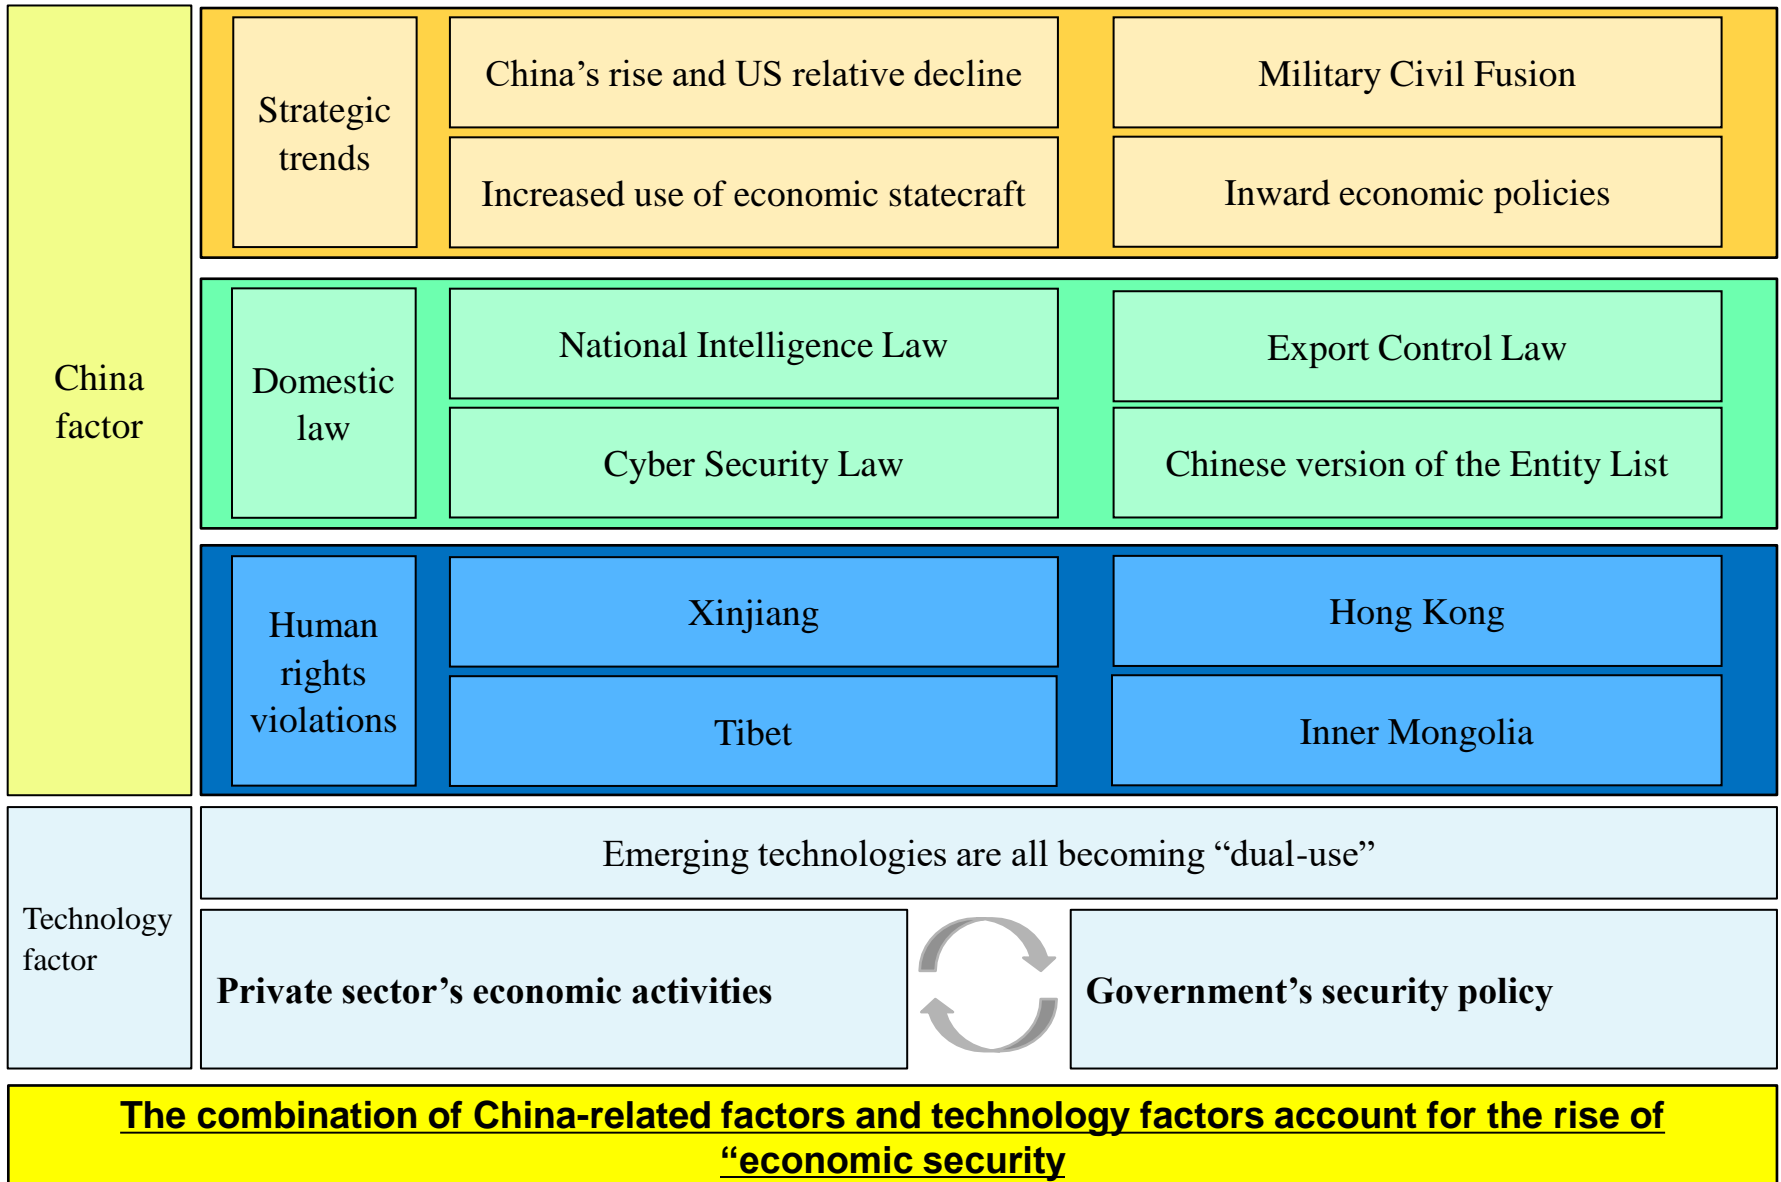 China
factor
Strategic
trends
China’s rise and US relative decline
Military Civil Fusion
Increased use of economic statecraft
Inward economic policies
Domestic
law
National Intelligence Law
Export Control Law
Cyber Security Law
Chinese version of the Entity List
Human
rights
violations
Xinjiang
Hong Kong
Tibet
Inner Mongolia
Technology
factor
Emerging technologies are all becoming “dual-use”
Private sector’s economic activities
Government’s security policy
The combination of China-related factors and technology factors account for the rise of
“economic security